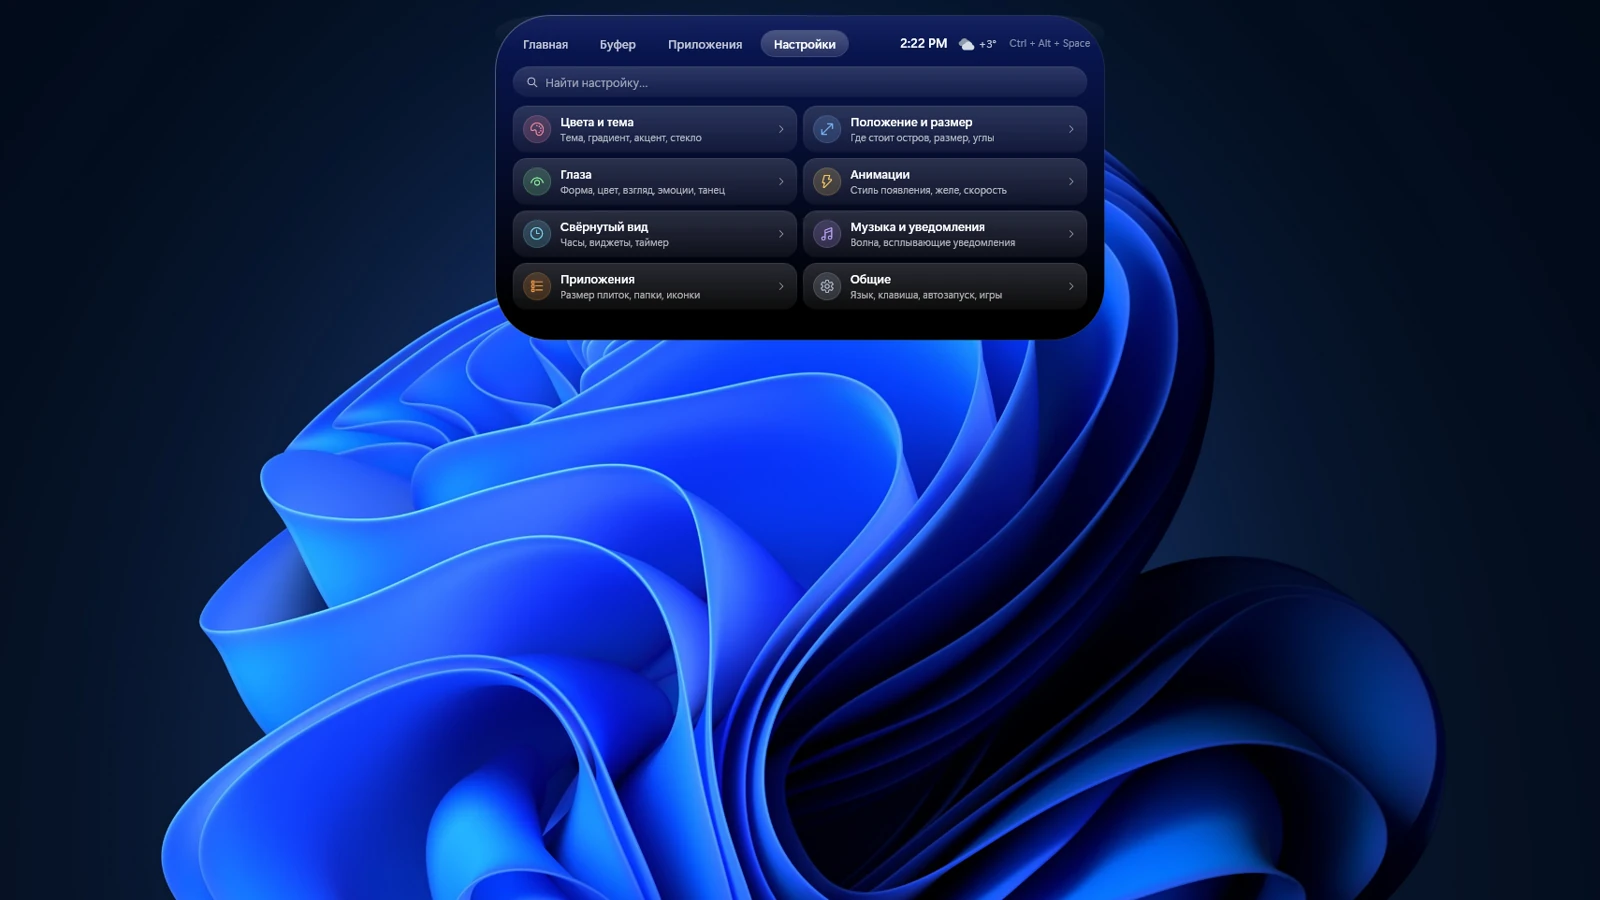 Главная Буфер Приложения Настройки 2:22 PM +3° Ctrl + Alt + Space
Найти настройку...
Цвета и тема
Тема, градиент, акцент, стекло
Положение и размер
Где стоит остров, размер, углы
Глаза
Форма, цвет, взгляд, эмоции, танец
Анимации
Стиль появления, желе, скорость
Свёрнутый вид
Часы, виджеты, таймер
Музыка и уведомления
Волна, всплывающие уведомления
Приложения
Размер плиток, папки, иконки
Общие
Язык, клавиша, автозапуск, игры